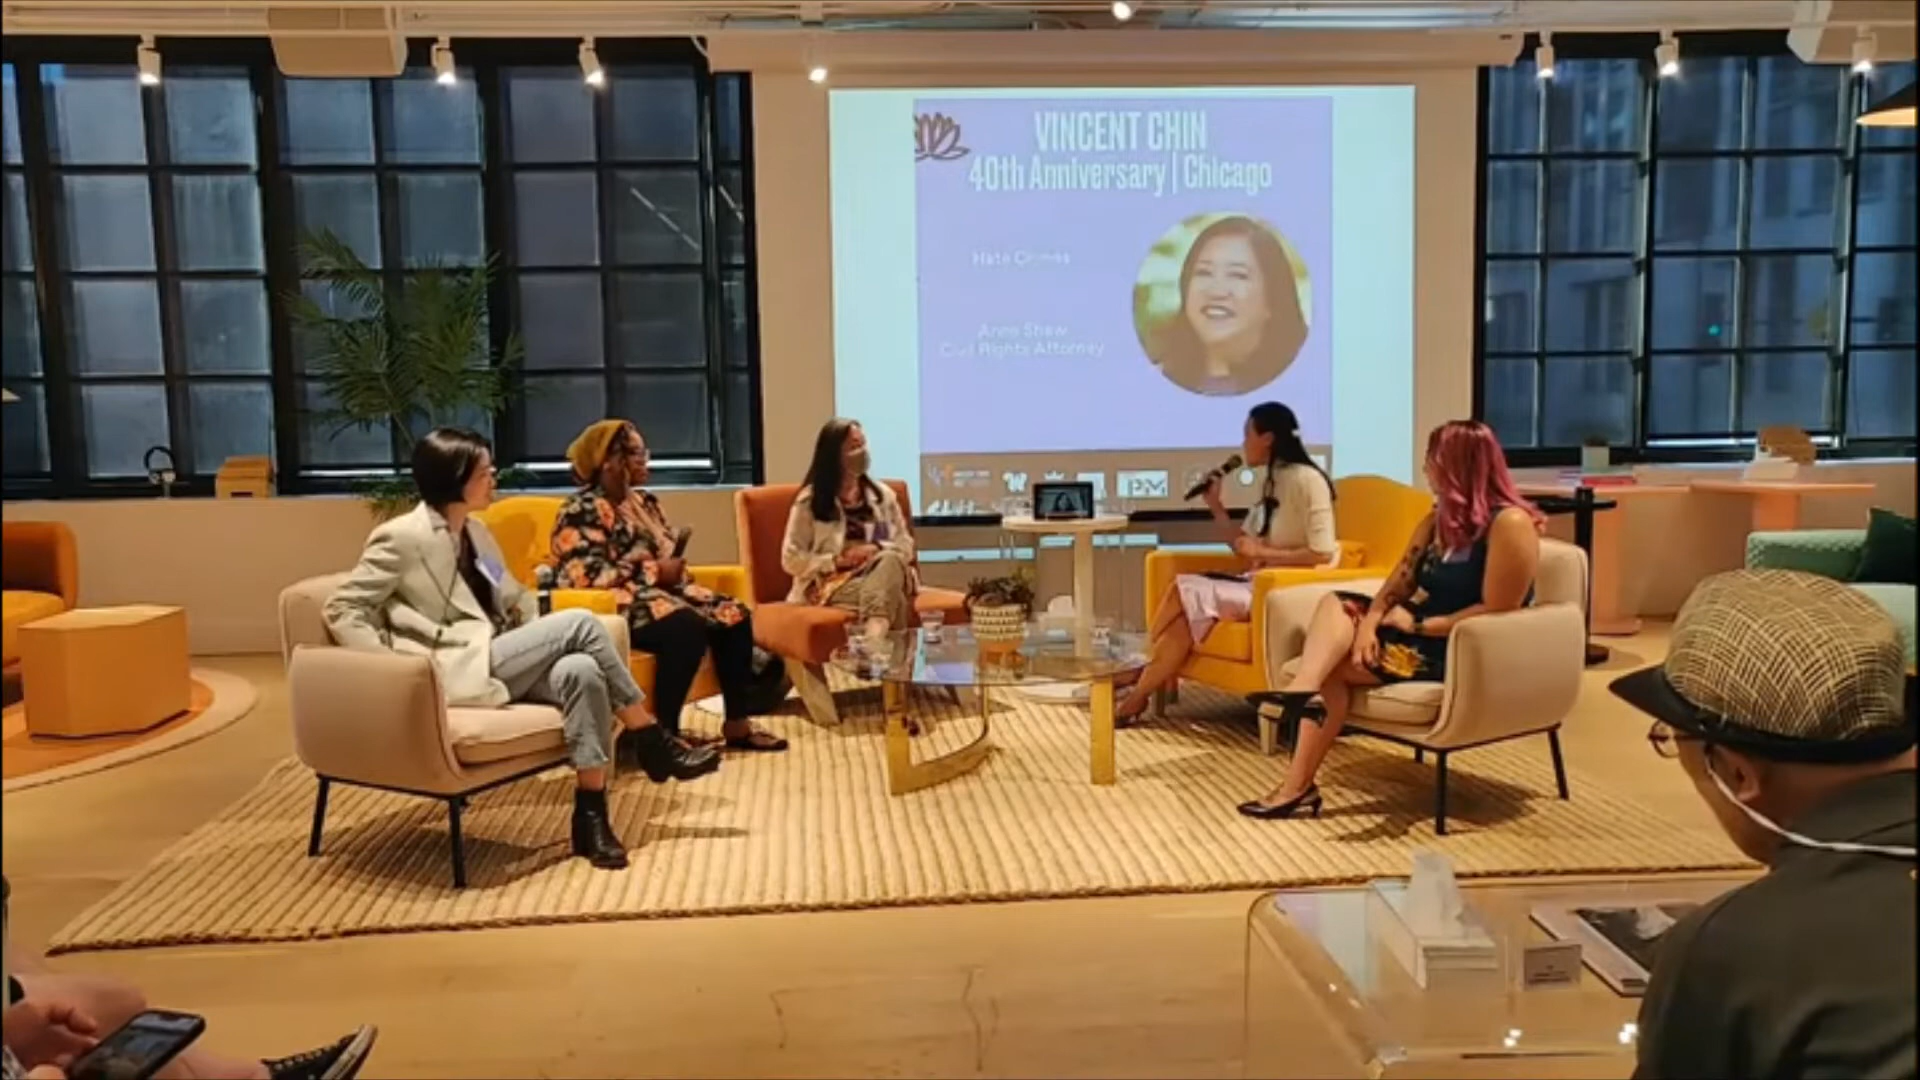 VINCENT CHIN
40th Anniversary | Chicago
Hate Crimes
Anne Shaw
Civil Rights Attorney